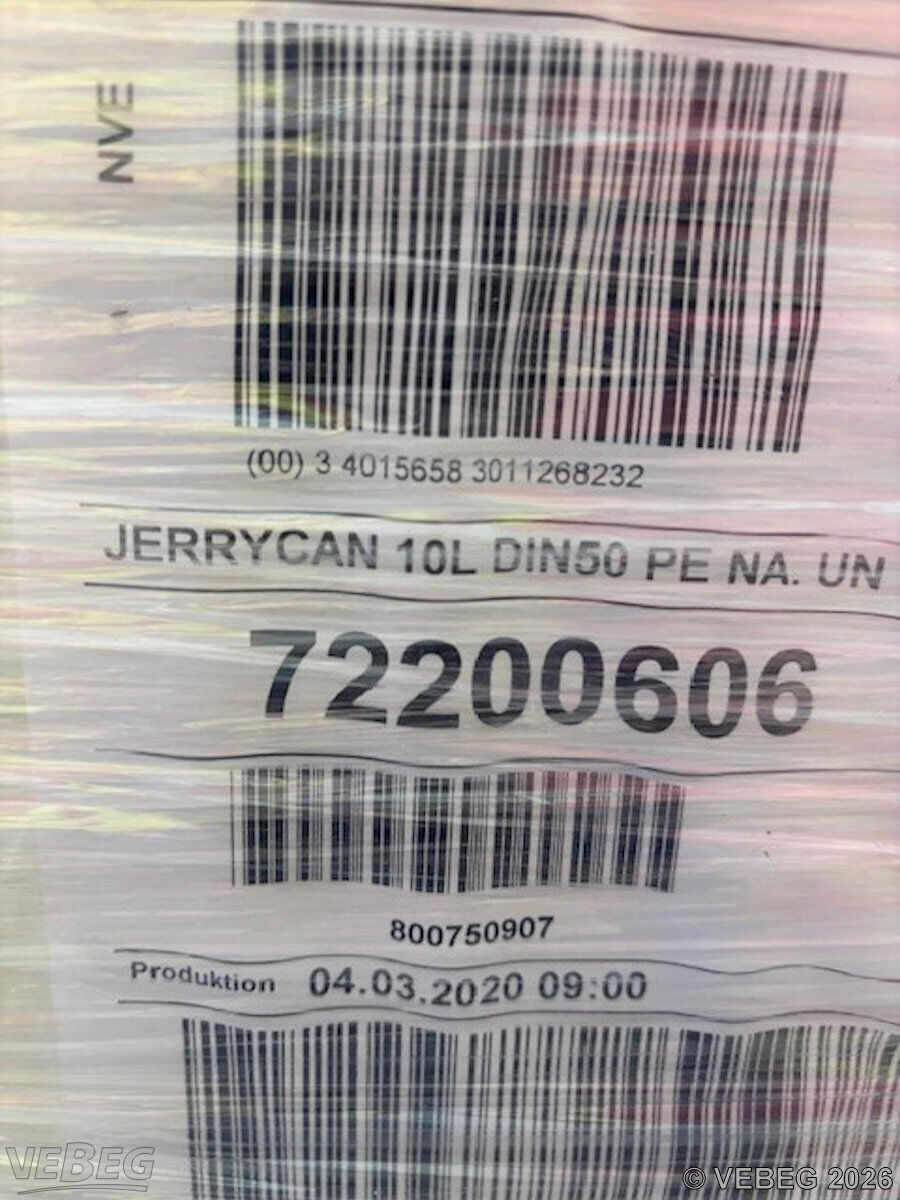 NVE
(00) 3 4015658 3011268232
JERRYCAN 10L DIN50 PE NA. UN
72200606
800750907
Produktion 04.03.2020 09:00
VEBEG
© VEBEG 2026